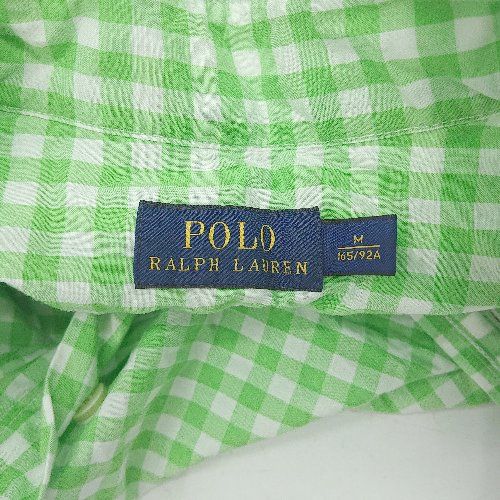 POLO
RALPH LAUREN
M
165/92A